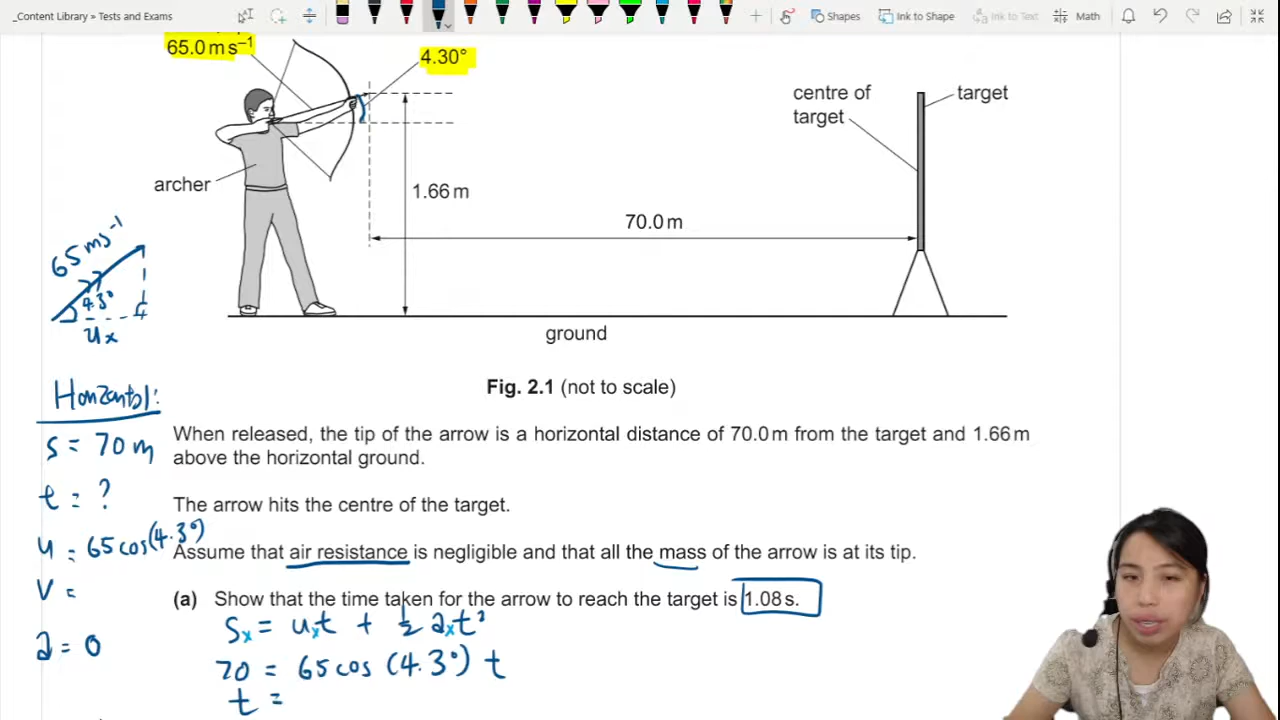 _Content Library » Tests and Exams
Shapes
Ink to Shape
Ink to Text
Math
65.0 m s⁻¹
4.30°
centre of
target
target
archer
1.66 m
70.0 m
ground
65 ms⁻¹
4.3°
ux
Fig. 2.1 (not to scale)
Horizontal:
s = 70 m
t = ?
u = 65 cos(4.3°)
v =
a = 0
When released, the tip of the arrow is a horizontal distance of 70.0 m from the target and 1.66 m
above the horizontal ground.
The arrow hits the centre of the target.
Assume that air resistance is negligible and that all the mass of the arrow is at its tip.
(a) Show that the time taken for the arrow to reach the target is 1.08 s.
Sx = uxt + ½ axt²
70 = 65 cos (4.3°) t
t =